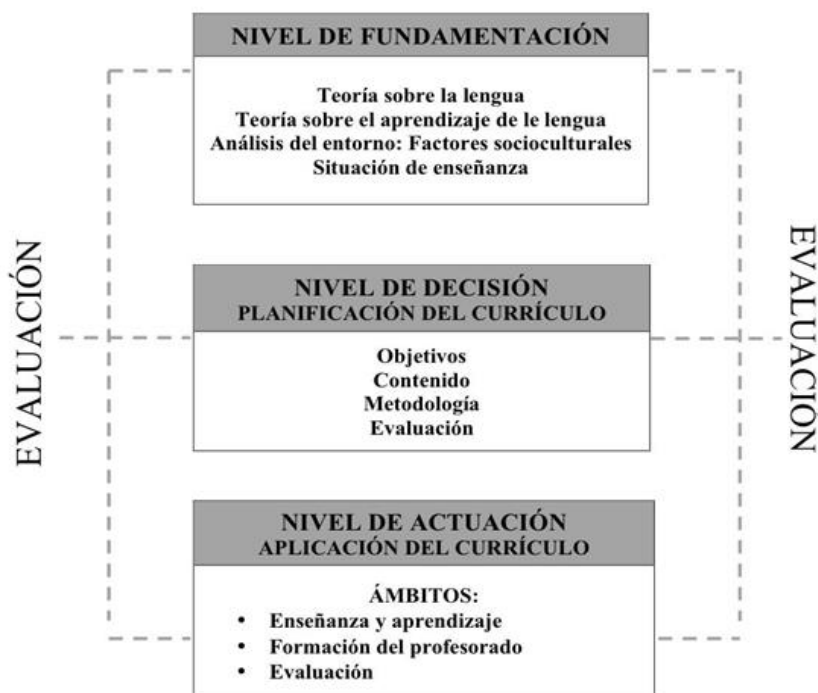 NIVEL DE FUNDAMENTACIÓN
Teoría sobre la lengua
Teoría sobre el aprendizaje de le lengua
Análisis del entorno: Factores socioculturales
Situación de enseñanza
EVALUACIÓN
NIVEL DE DECISIÓN
PLANIFICACIÓN DEL CURRÍCULO
Objetivos
Contenido
Metodología
Evaluación
EVALUACIÓN
NIVEL DE ACTUACIÓN
APLICACIÓN DEL CURRÍCULO
ÁMBITOS:
• Enseñanza y aprendizaje
• Formación del profesorado
• Evaluación